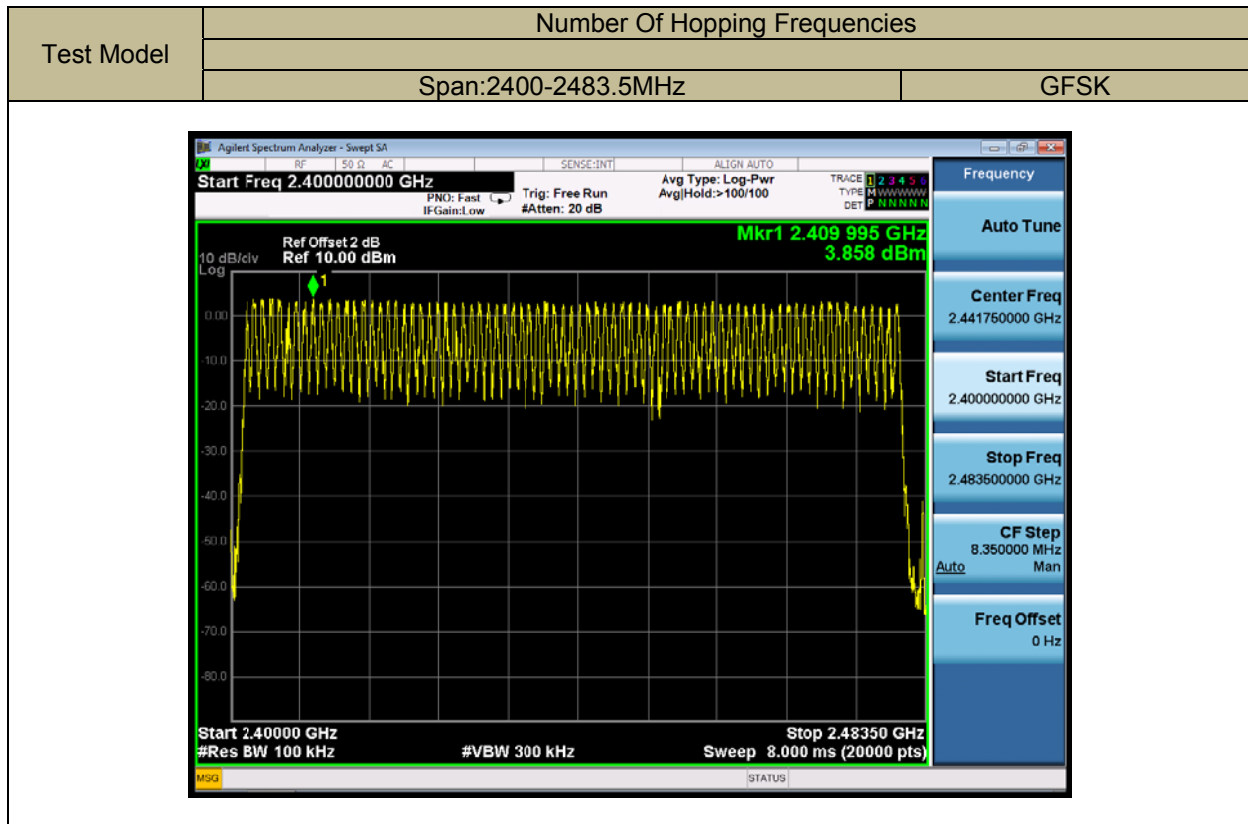 Test Model
Number Of Hopping Frequencies
Span:2400-2483.5MHz
GFSK
Agilent Spectrum Analyzer - Swept SA
RF 50 Ω AC SENSE:INT ALIGN AUTO
Start Freq 2.400000000 GHz
PNO: Fast
IFGain:Low
Trig: Free Run
#Atten: 20 dB
Avg Type: Log-Pwr
Avg|Hold:>100/100
TRACE 1 2 3 4 5 6
TYPE M WWWWW
DET P N N N N N
Mkr1 2.409 995 GHz
3.858 dBm
Ref Offset 2 dB
10 dB/div Ref 10.00 dBm
Log
1
0.00
-10.0
-20.0
-30.0
-40.0
-50.0
-60.0
-70.0
-80.0
Start 2.40000 GHz
Stop 2.48350 GHz
#Res BW 100 kHz
#VBW 300 kHz
Sweep 8.000 ms (20000 pts)
MSG
STATUS
Frequency
Auto Tune
Center Freq
2.441750000 GHz
Start Freq
2.400000000 GHz
Stop Freq
2.483500000 GHz
CF Step
8.350000 MHz
Auto Man
Freq Offset
0 Hz